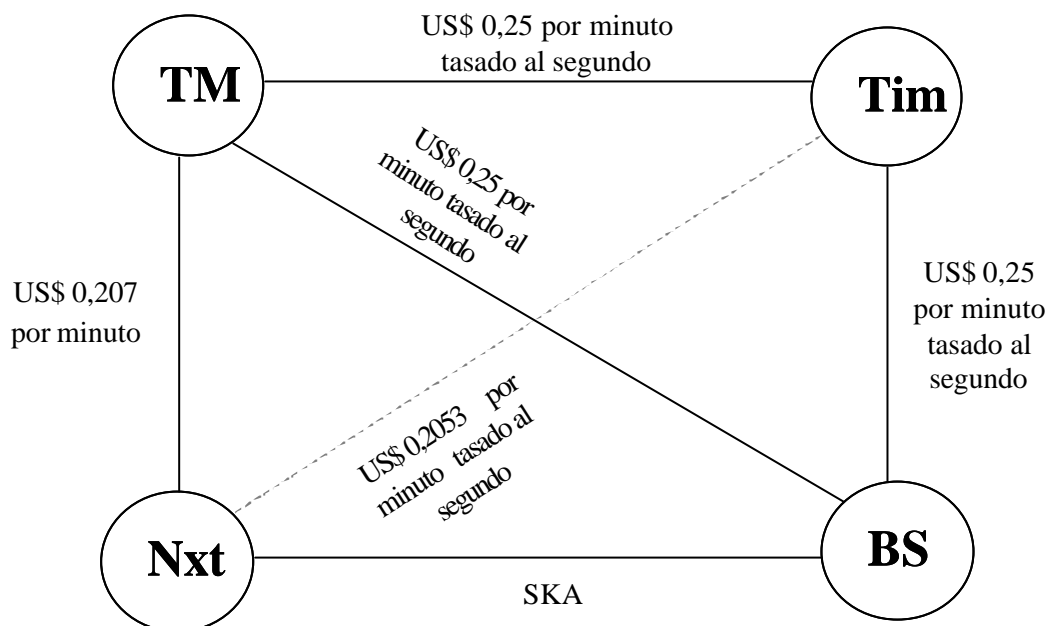 US$ 0,25 por minuto
tasado al segundo
TM
Tim
US$ 0,25 por
minuto tasado al
segundo
US$ 0,207
por minuto
US$ 0,25
por minuto
tasado al
segundo
US$ 0,2053 por
minuto tasado al
segundo
Nxt
BS
SKA